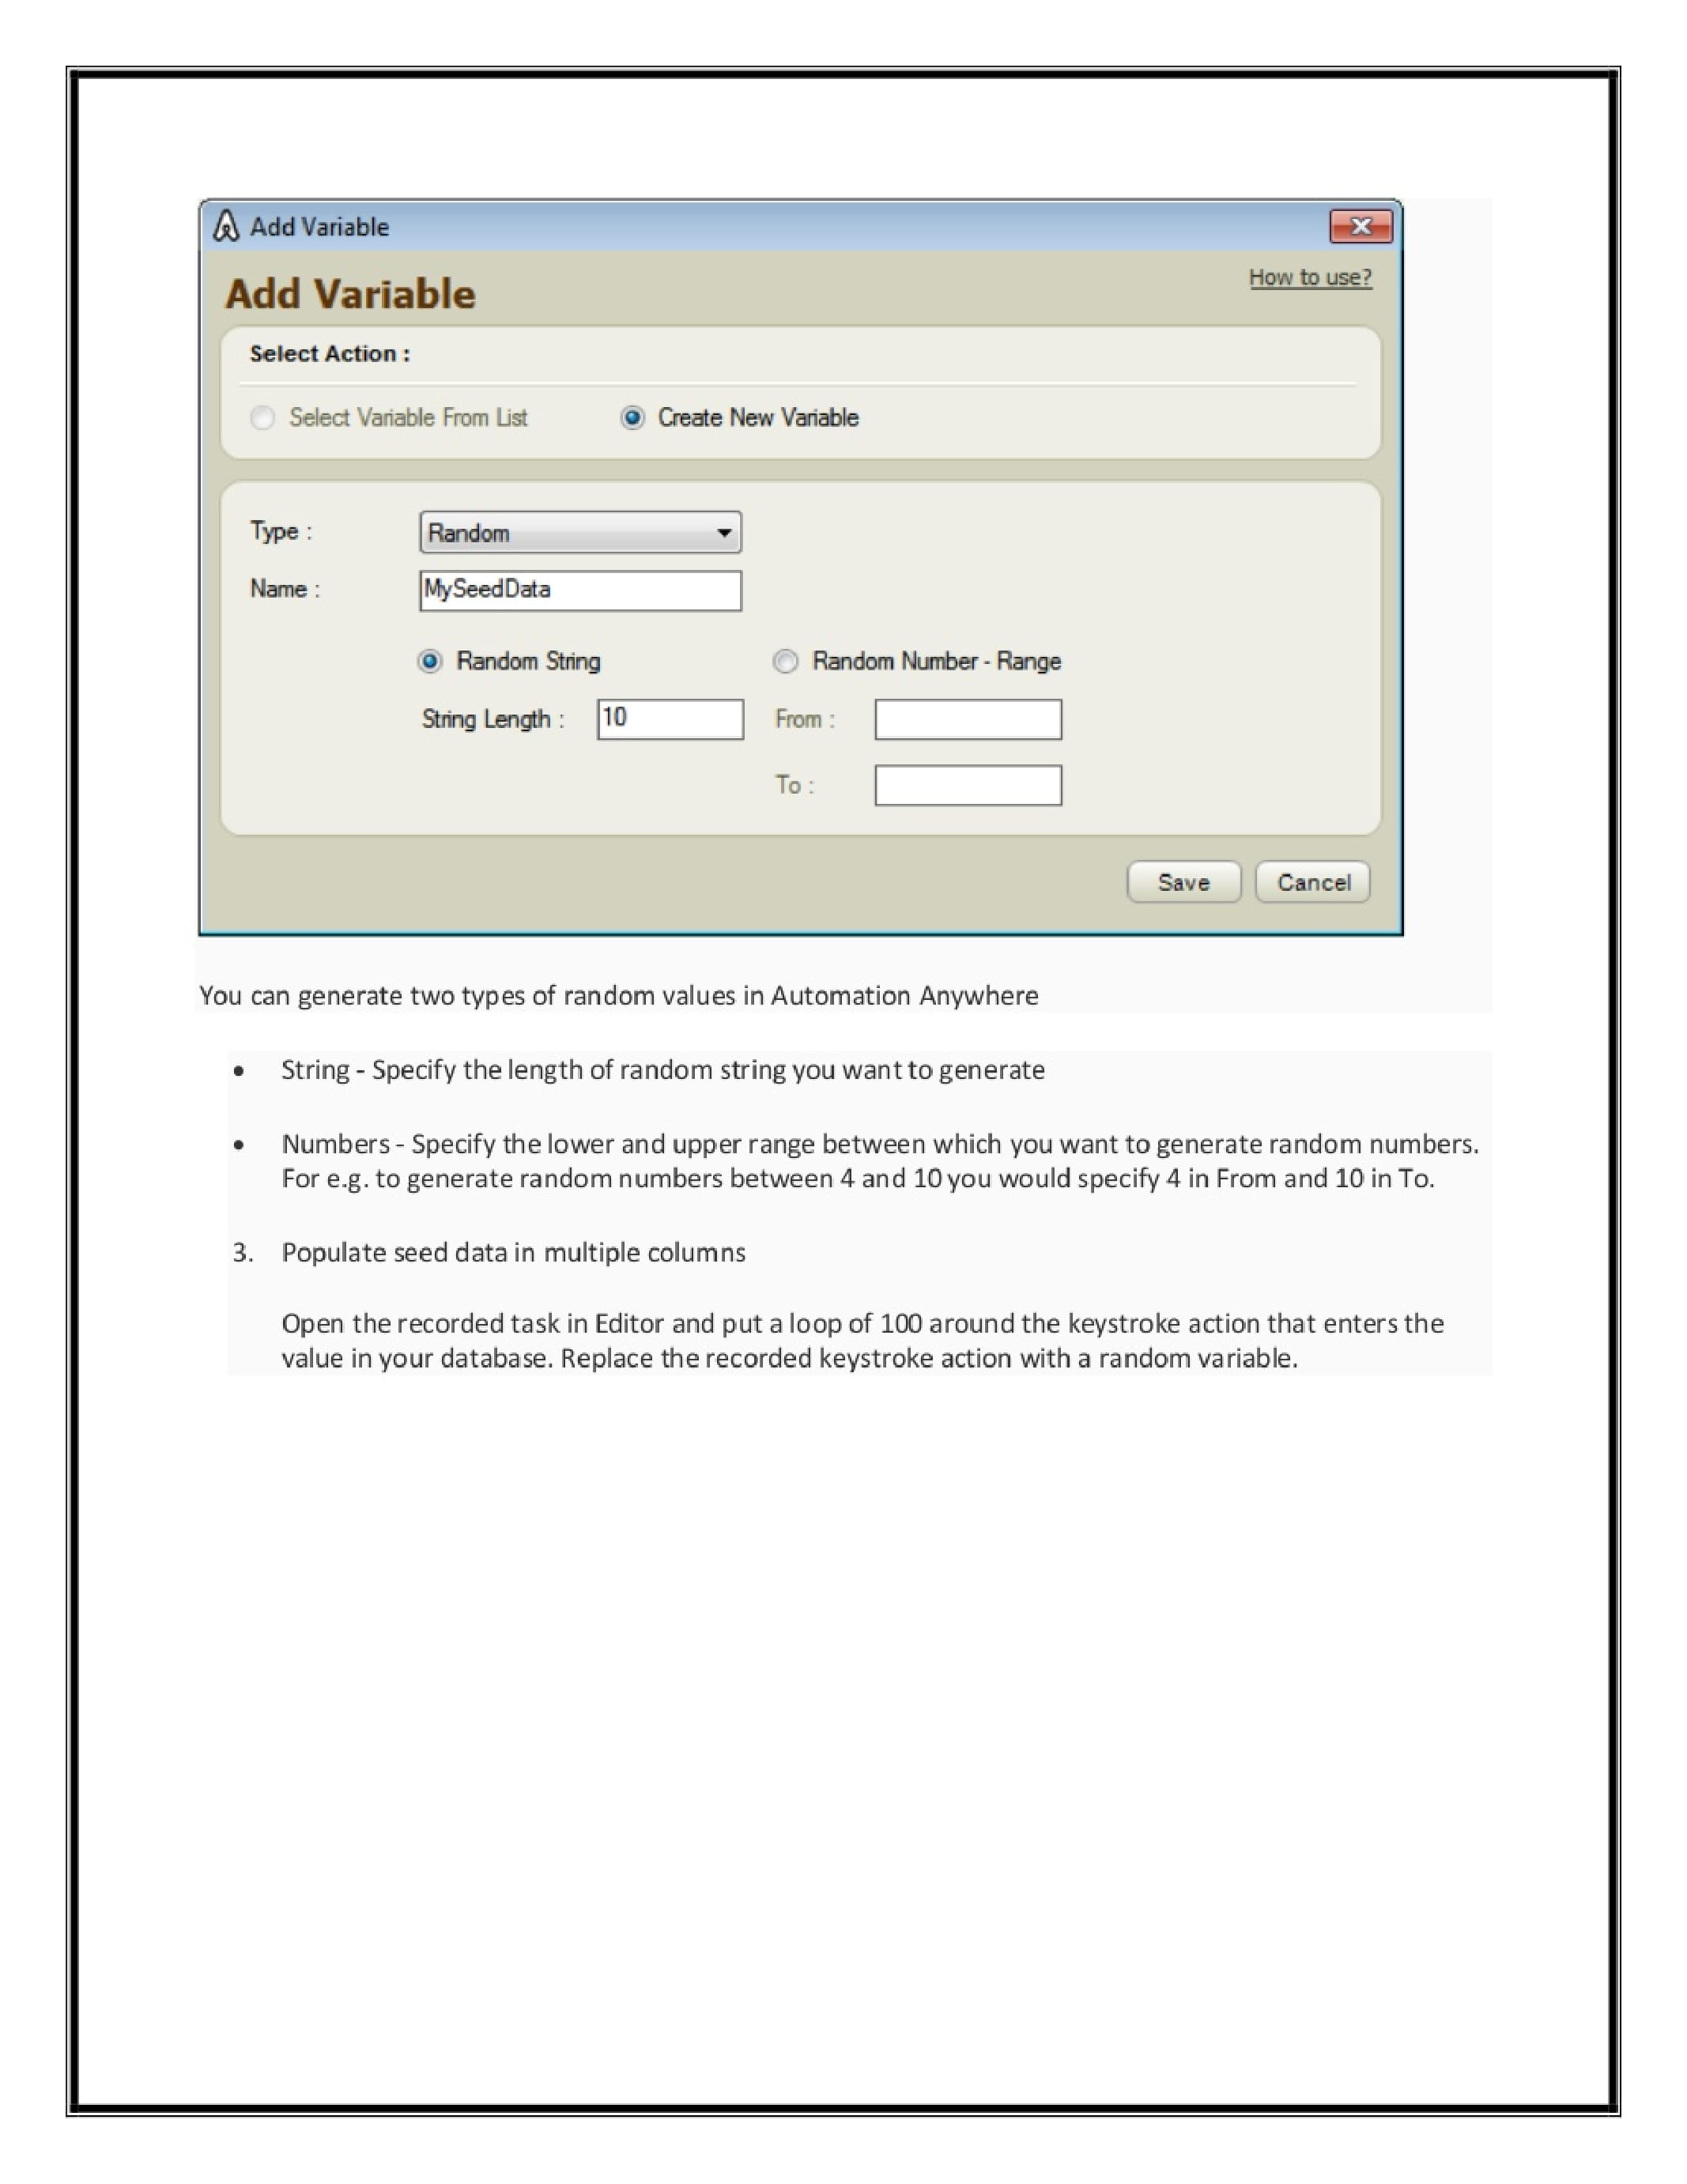 Add Variable
Add Variable
How to use?
Select Action :
Select Variable From List Create New Variable
Type : Random
Name : MySeedData
Random String Random Number - Range
String Length : 10 From :
To :
Save Cancel
You can generate two types of random values in Automation Anywhere
• String - Specify the length of random string you want to generate
• Numbers - Specify the lower and upper range between which you want to generate random numbers.
For e.g. to generate random numbers between 4 and 10 you would specify 4 in From and 10 in To.
3. Populate seed data in multiple columns
Open the recorded task in Editor and put a loop of 100 around the keystroke action that enters the
value in your database. Replace the recorded keystroke action with a random variable.